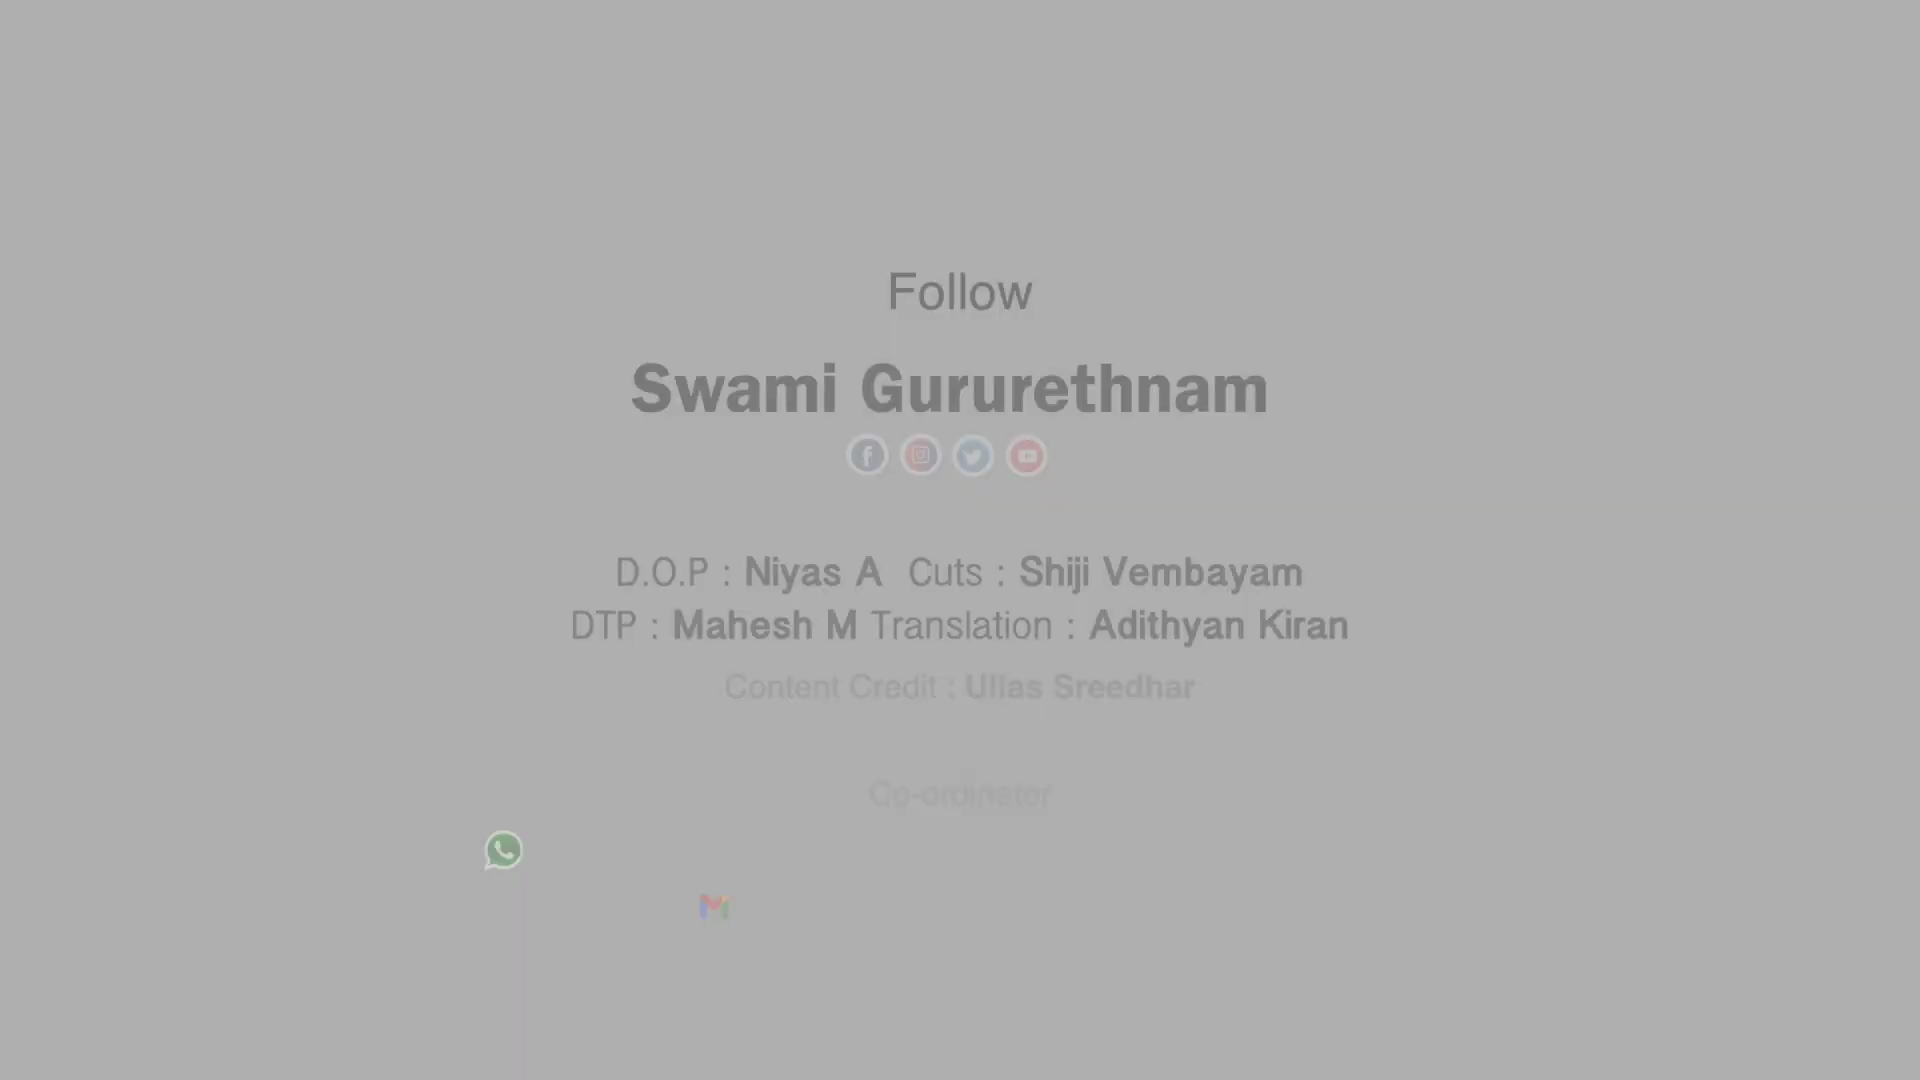 Follow
Swami Gururethnam
D.O.P : Niyas A Cuts : Shiji Vembayam
DTP : Mahesh M Translation : Adithyan Kiran
Content Credit : Ullas Sreedhar
Co-ordinator